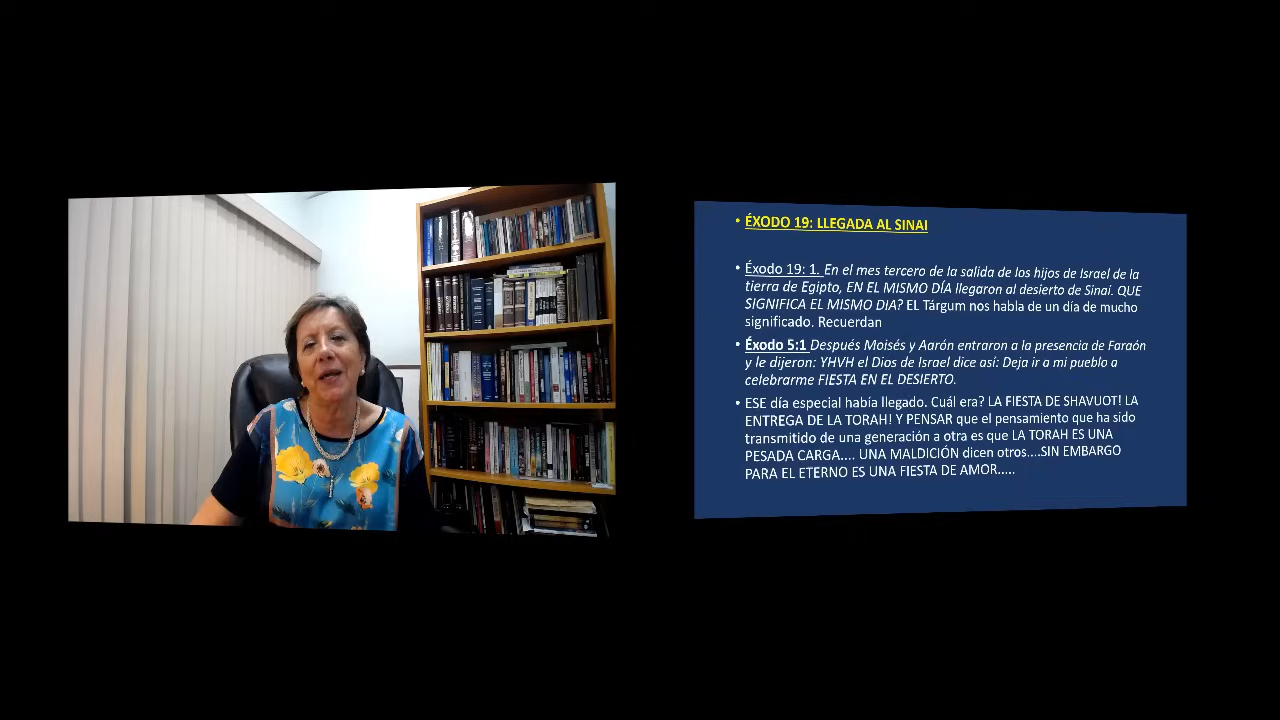 • ÉXODO 19: LLEGADA AL SINAI
• Éxodo 19: 1. En el mes tercero de la salida de los hijos de Israel de la
tierra de Egipto, EN EL MISMO DÍA llegaron al desierto de Sinai. QUE
SIGNIFICA EL MISMO DIA? EL Tárgum nos habla de un día de mucho
significado. Recuerdan
• Éxodo 5:1 Después Moisés y Aarón entraron a la presencia de Faraón
y le dijeron: YHVH el Dios de Israel dice así: Deja ir a mi pueblo a
celebrarme FIESTA EN EL DESIERTO.
• ESE día especial había llegado. Cuál era? LA FIESTA DE SHAVUOT! LA
ENTREGA DE LA TORAH! Y PENSAR que el pensamiento que ha sido
transmitido de una generación a otra es que LA TORAH ES UNA
PESADA CARGA.... UNA MALDICIÓN dicen otros....SIN EMBARGO
PARA EL ETERNO ES UNA FIESTA DE AMOR.....